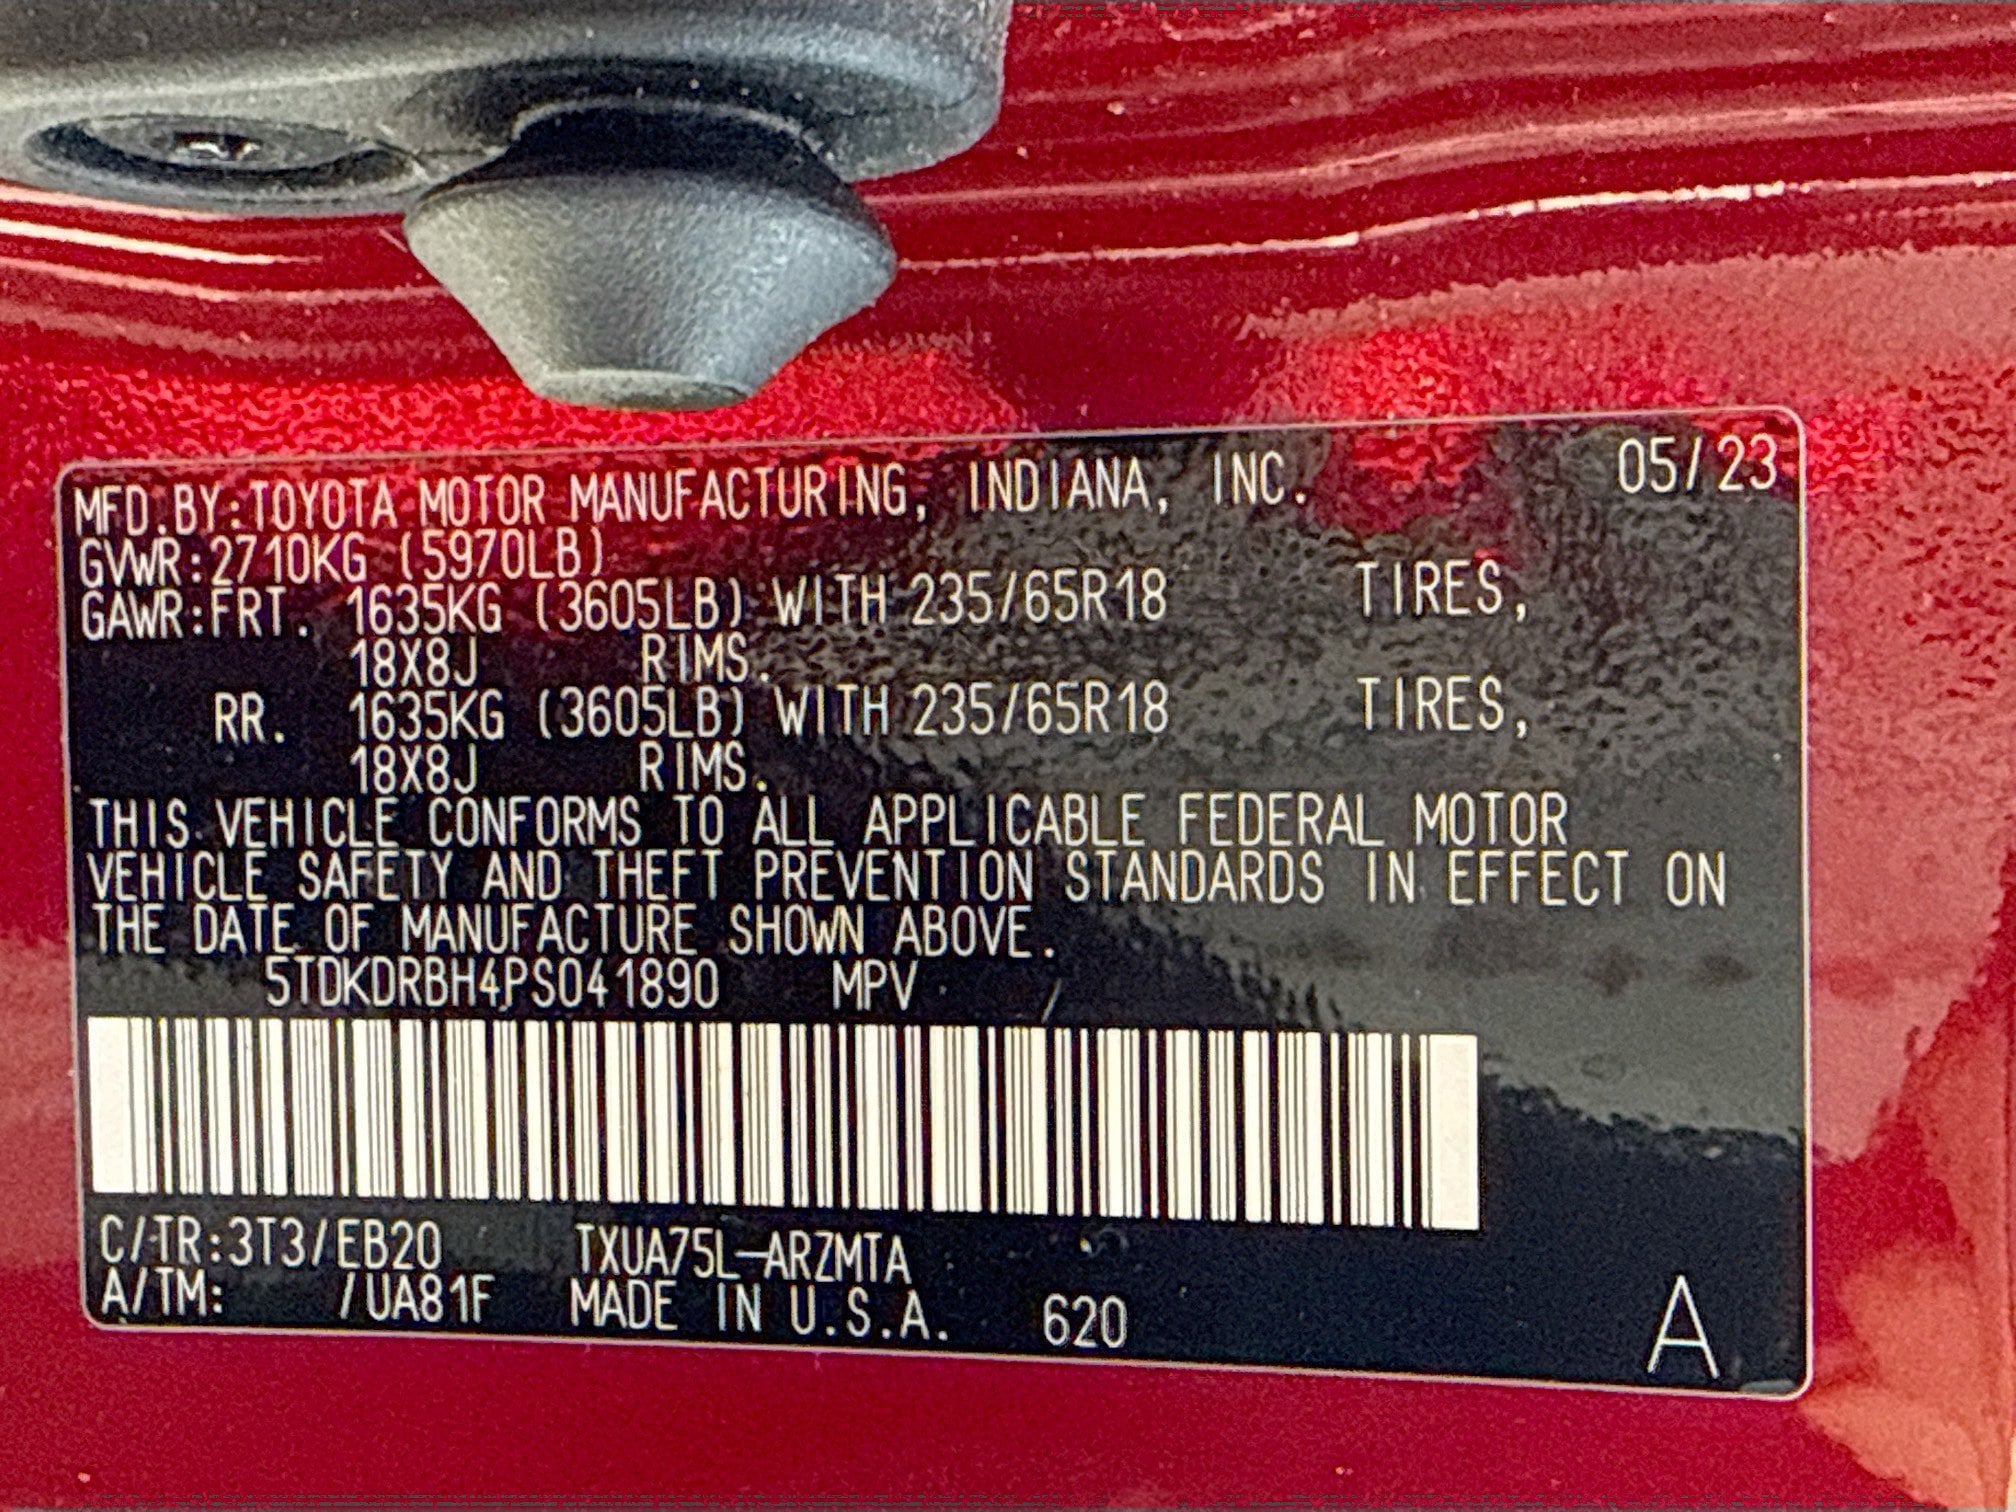 MFD.BY:TOYOTA MOTOR MANUFACTURING, INDIANA, INC. 05/23
GVWR:2710KG (5970LB)
GAWR:FRT. 1635KG (3605LB) WITH 235/65R18 TIRES,
18X8J RIMS.
RR. 1635KG (3605LB) WITH 235/65R18 TIRES,
18X8J RIMS.
THIS VEHICLE CONFORMS TO ALL APPLICABLE FEDERAL MOTOR
VEHICLE SAFETY AND THEFT PREVENTION STANDARDS IN EFFECT ON
THE DATE OF MANUFACTURE SHOWN ABOVE.
5TDKDRBH4PS041890 MPV
C/TR:3T3/EB20 TXUA75L-ARZMTA
A/TM: /UA81F MADE IN U.S.A. 620 A